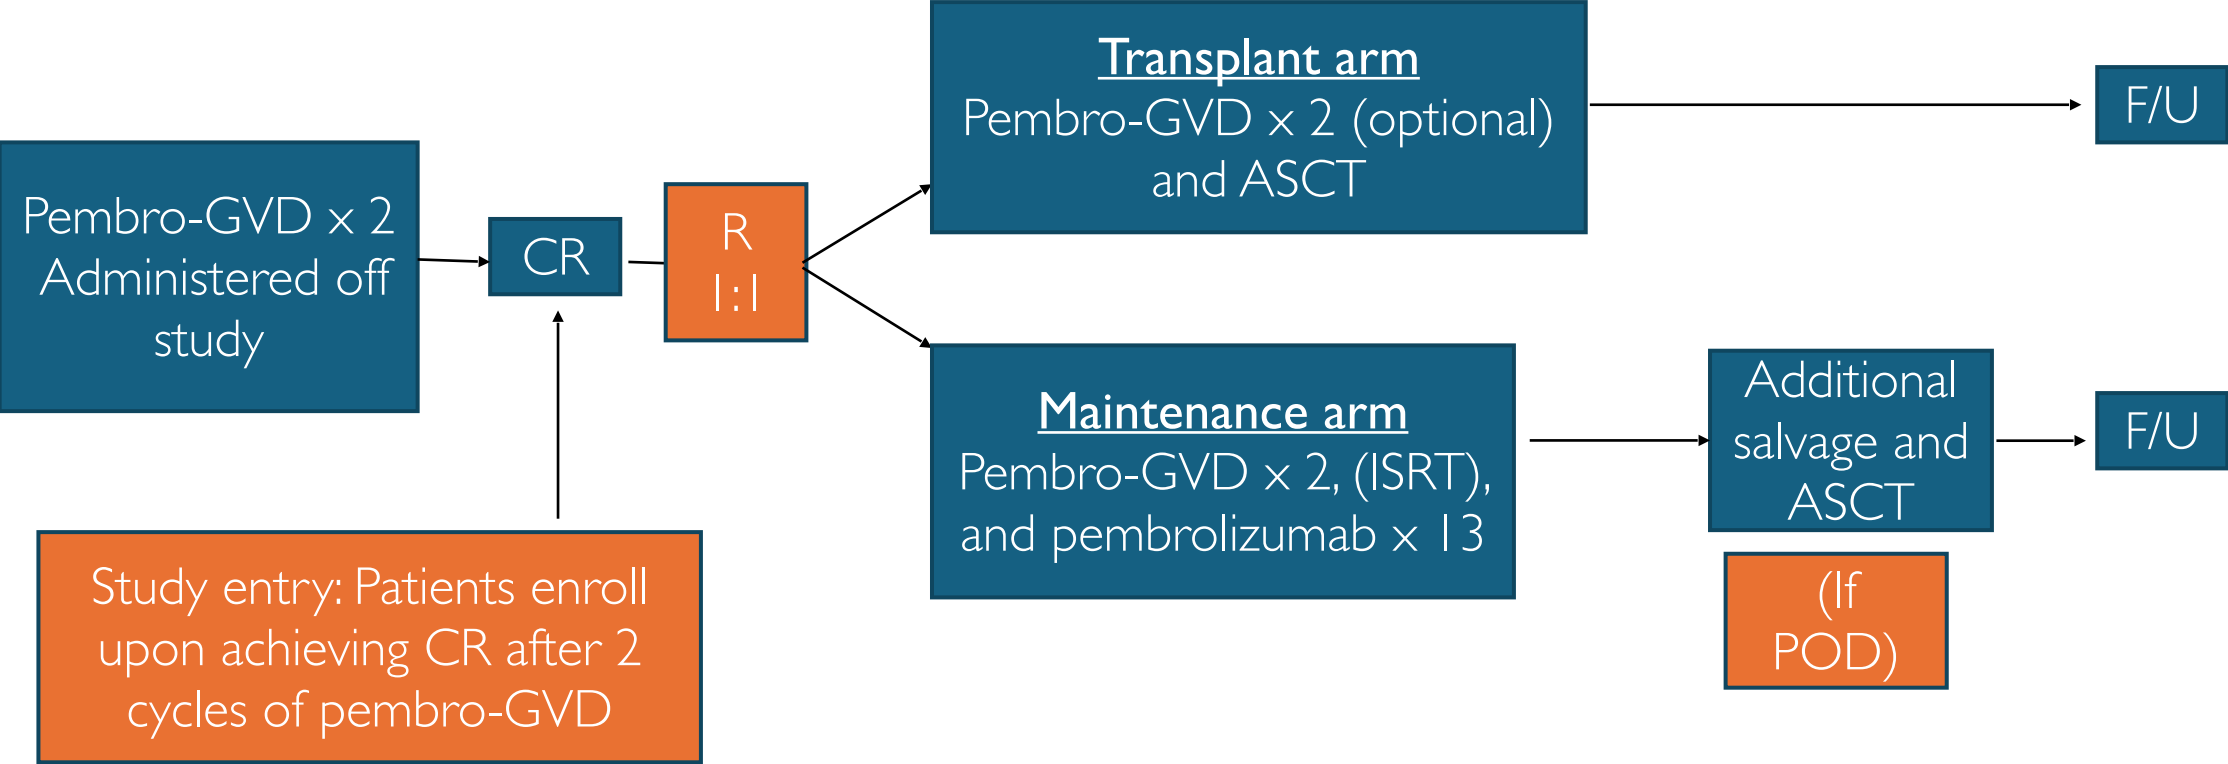 Pembro-GVD x 2
Administered off
study
CR
Study entry: Patients enroll
upon achieving CR after 2
cycles of pembro-GVD
R
1:1
Transplant arm
Pembro-GVD x 2 (optional)
and ASCT
F/U
Maintenance arm
Pembro-GVD x 2, (ISRT),
and pembrolizumab x 13
Additional
salvage and
ASCT
(If
POD)
F/U